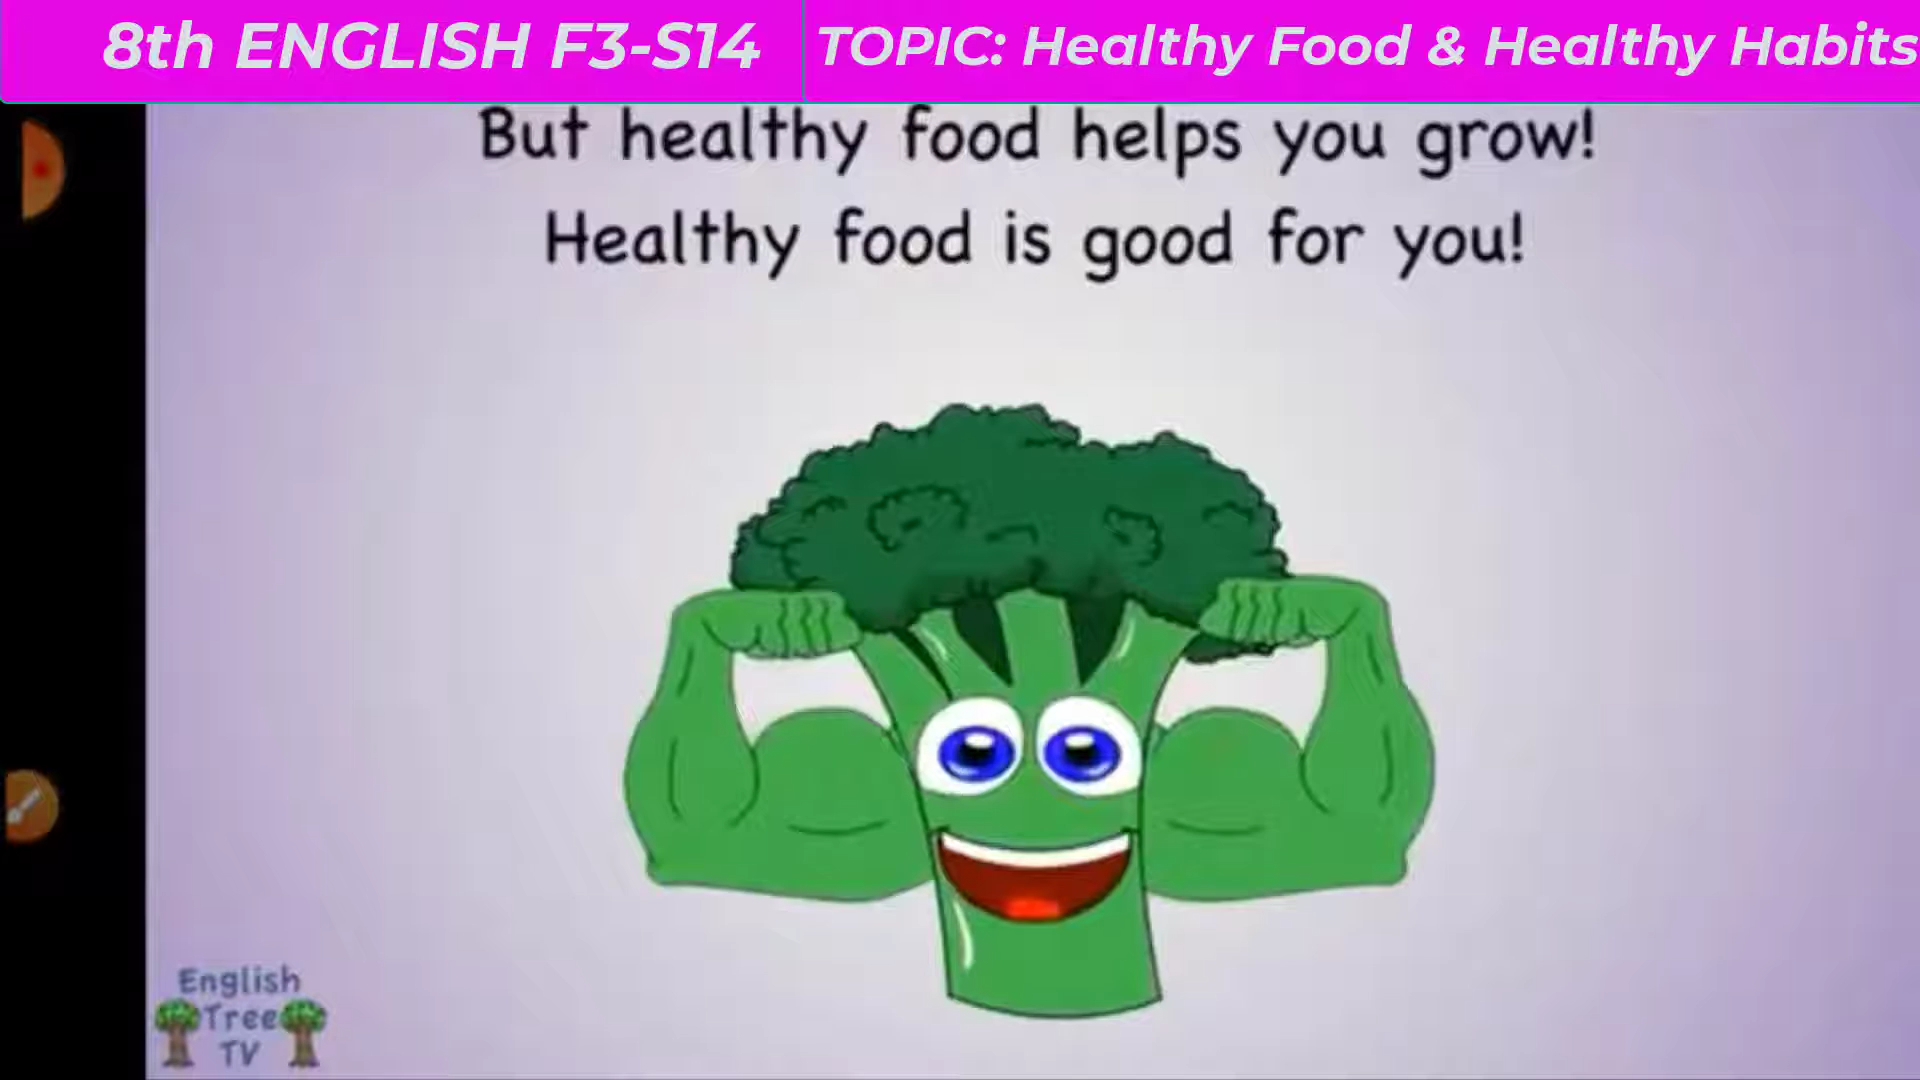 8th ENGLISH F3-S14
TOPIC: Healthy Food & Healthy Habits
But healthy food helps you grow!
Healthy food is good for you!
English
Tree
TV